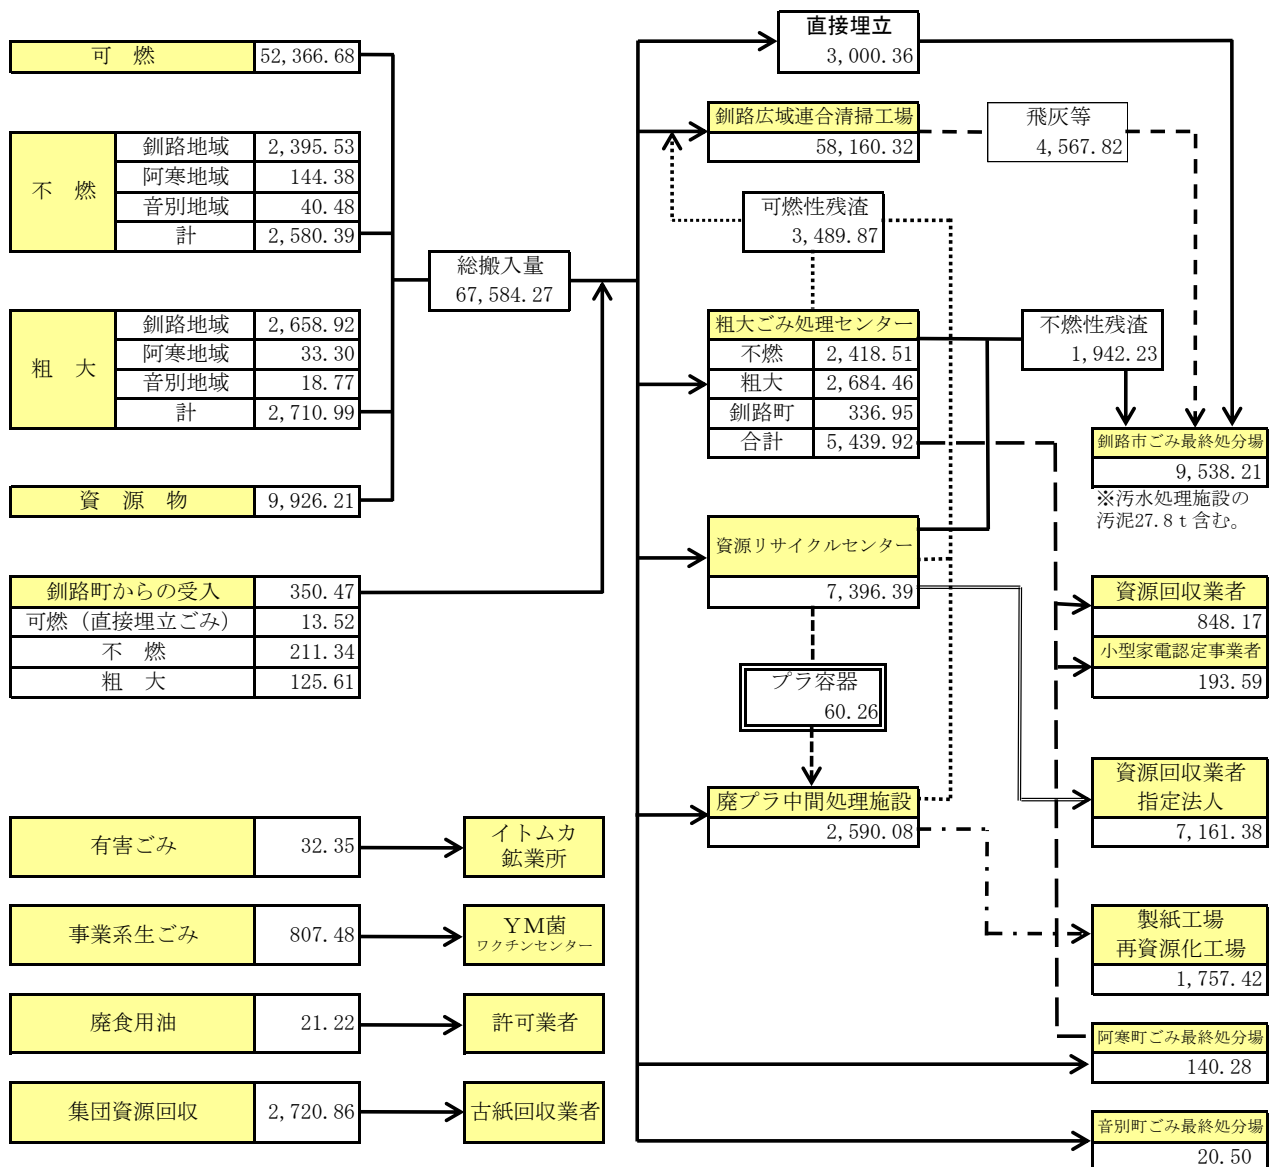 可　燃 52,366.68
不　燃
釧路地域 2,395.53
阿寒地域 144.38
音別地域 40.48
計 2,580.39
粗　大
釧路地域 2,658.92
阿寒地域 33.30
音別地域 18.77
計 2,710.99
資　源　物 9,926.21
釧路町からの受入 350.47
可燃（直接埋立ごみ） 13.52
不　燃 211.34
粗　大 125.61
有害ごみ 32.35
イトムカ
鉱業所
事業系生ごみ 807.48
ＹＭ菌
ワクチンセンター
廃食用油 21.22
許可業者
集団資源回収 2,720.86
古紙回収業者
総搬入量
67,584.27
直接埋立
3,000.36
釧路広域連合清掃工場
58,160.32
飛灰等
4,567.82
可燃性残渣
3,489.87
粗大ごみ処理センター
不燃 2,418.51
粗大 2,684.46
釧路町 336.95
合計 5,439.92
不燃性残渣
1,942.23
資源リサイクルセンター
7,396.39
プラ容器
60.26
廃プラ中間処理施設
2,590.08
釧路市ごみ最終処分場
9,538.21
※汚水処理施設の
汚泥27.8ｔ含む。
資源回収業者
848.17
小型家電認定事業者
193.59
資源回収業者
指定法人
7,161.38
製紙工場
再資源化工場
1,757.42
阿寒町ごみ最終処分場
140.28
音別町ごみ最終処分場
20.50